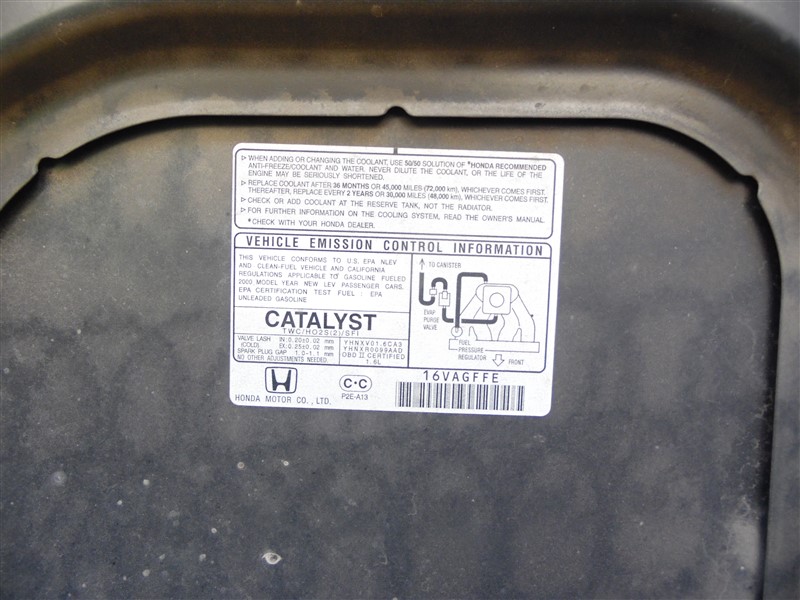 ▷ WHEN ADDING OR CHANGING THE COOLANT, USE 50/50 SOLUTION OF *HONDA RECOMMENDED
ANTI-FREEZE/COOLANT AND WATER. NEVER DILUTE THE COOLANT, OR THE LIFE OF THE
ENGINE MAY BE SERIOUSLY SHORTENED.
▷ REPLACE COOLANT AFTER 36 MONTHS OR 45,000 MILES (72,000 km), WHICHEVER COMES FIRST.
THEREAFTER, REPLACE EVERY 2 YEARS OR 30,000 MILES (48,000 km), WHICHEVER COMES FIRST.
▷ CHECK OR ADD COOLANT AT THE RESERVE TANK, NOT THE RADIATOR.
▷ FOR FURTHER INFORMATION ON THE COOLING SYSTEM, READ THE OWNER'S MANUAL.
*CHECK WITH YOUR HONDA DEALER.
VEHICLE EMISSION CONTROL INFORMATION
THIS VEHICLE CONFORMS TO U.S. EPA NLEV
AND CLEAN-FUEL VEHICLE AND CALIFORNIA
REGULATIONS APPLICABLE TO GASOLINE FUELED
2000 MODEL YEAR NEW LEV PASSENGER CARS.
EPA CERTIFICATION TEST FUEL : EPA
UNLEADED GASOLINE
CATALYST
TWC/HO2S(2)/SFI
VALVE LASH IN:0.20±0.02 mm
(COLD) EX:0.25±0.02 mm
SPARK PLUG GAP 1.0-1.1 mm
NO OTHER ADJUSTMENTS NEEDED.
YHNXV01.6CA3
YHNXR0099AAD
OBD II CERTIFIED
1.6L
TO CANISTER
EVAP
PURGE
VALVE
FUEL
PRESSURE
REGULATOR
FRONT
HONDA MOTOR CO., LTD.
C·C
P2E-A13
16VAGFFE